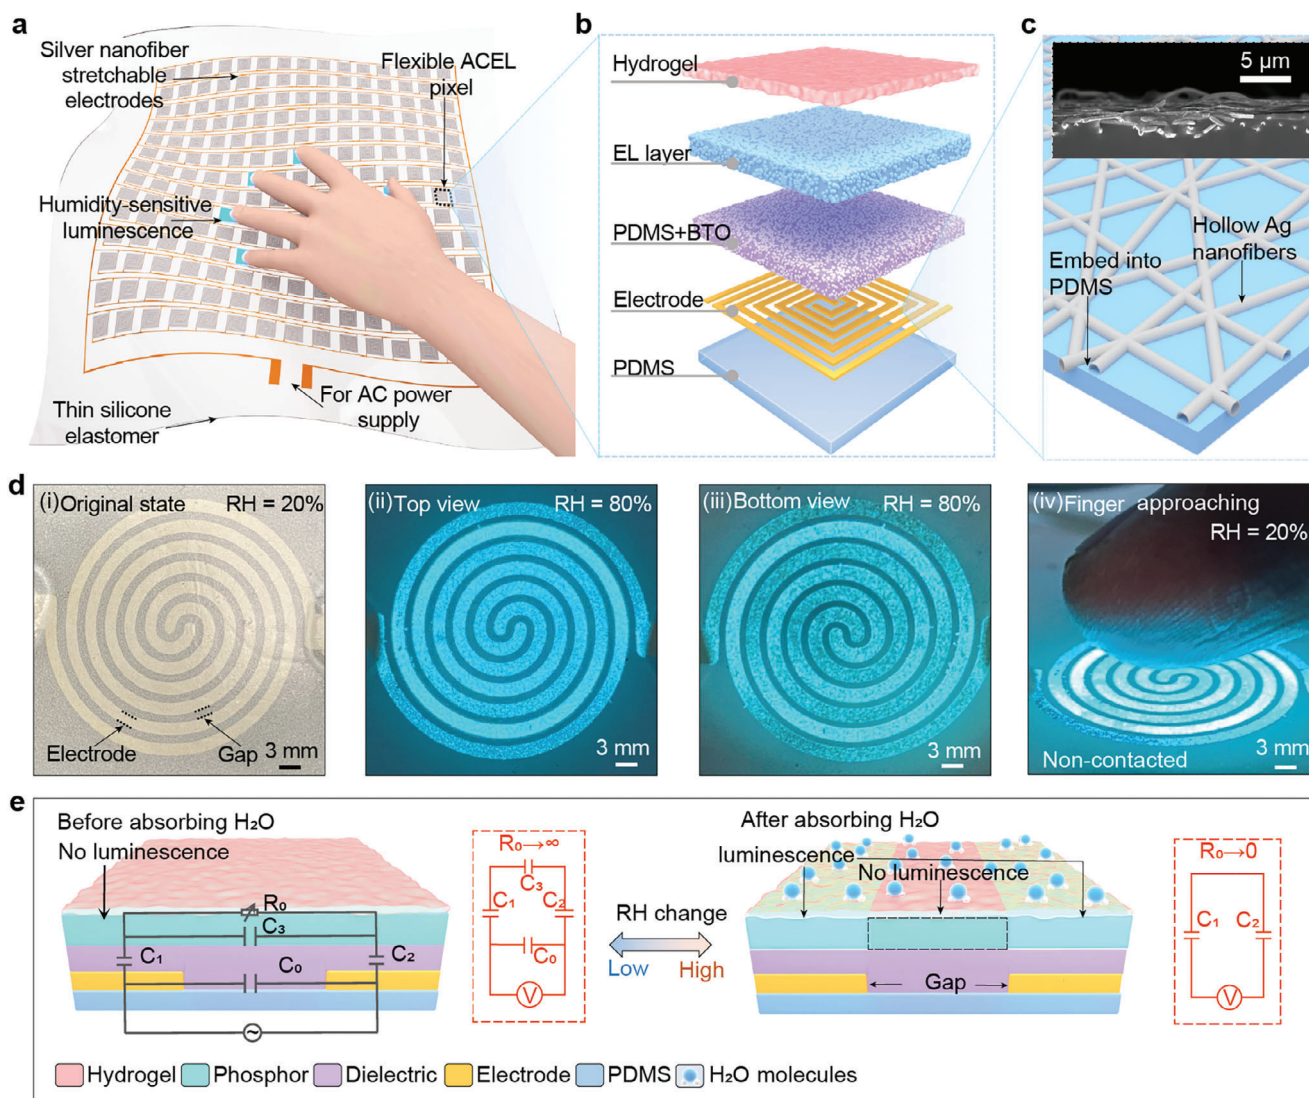 a
Silver nanofiber
stretchable
electrodes
Flexible ACEL
pixel
Humidity-sensitive
luminescence
For AC power
supply
Thin silicone
elastomer
b
Hydrogel
EL layer
PDMS+BTO
Electrode
PDMS
c
5 µm
Hollow Ag
nanofibers
Embed into
PDMS
d
(i) Original state
RH = 20%
Electrode
Gap
3 mm
(ii) Top view
RH = 80%
3 mm
(iii) Bottom view
RH = 80%
3 mm
(iv) Finger approaching
RH = 20%
Non-contacted
3 mm
e
Before absorbing H₂O
No luminescence
R₀
C₃
C₁
C₀
C₂
~
R₀→∞
C₃
C₁
C₂
C₀
V
RH change
Low
High
After absorbing H₂O
luminescence
No luminescence
Gap
R₀→0
C₁
C₂
V
Hydrogel
Phosphor
Dielectric
Electrode
PDMS
H₂O molecules